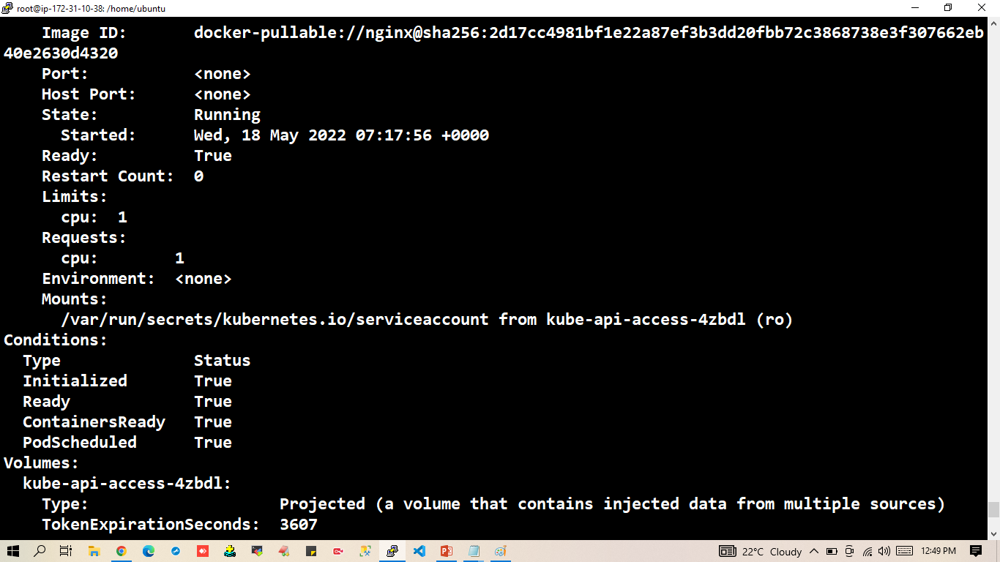 root@ip-172-31-10-38: /home/ubuntu
Image ID: docker-pullable://nginx@sha256:2d17cc4981bf1e22a87ef3b3dd20fbb72c3868738e3f307662eb
40e2630d4320
Port: <none>
Host Port: <none>
State: Running
Started: Wed, 18 May 2022 07:17:56 +0000
Ready: True
Restart Count: 0
Limits:
cpu: 1
Requests:
cpu: 1
Environment: <none>
Mounts:
/var/run/secrets/kubernetes.io/serviceaccount from kube-api-access-4zbdl (ro)
Conditions:
Type Status
Initialized True
Ready True
ContainersReady True
PodScheduled True
Volumes:
kube-api-access-4zbdl:
Type: Projected (a volume that contains injected data from multiple sources)
TokenExpirationSeconds: 3607
22°C Cloudy 12:49 PM